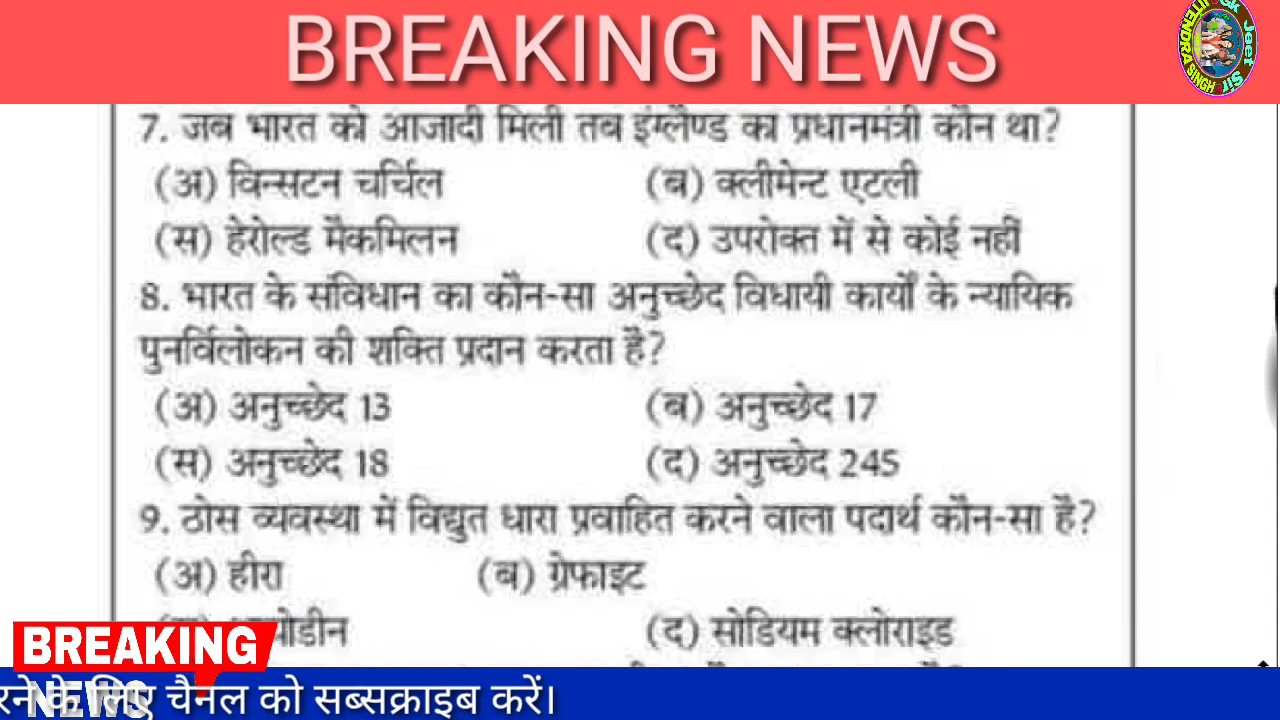 BREAKING NEWS
7. जब भारत को आजादी मिली तब इंग्लैण्ड का प्रधानमंत्री कौन था?
(अ) विन्सटन चर्चिल (ब) क्लीमेन्ट एटली
(स) हेरोल्ड मैकमिलन (द) उपरोक्त में से कोई नहीं
8. भारत के संविधान का कौन-सा अनुच्छेद विधायी कार्यों के न्यायिक
पुनर्विलोकन की शक्ति प्रदान करता है?
(अ) अनुच्छेद 13 (ब) अनुच्छेद 17
(स) अनुच्छेद 18 (द) अनुच्छेद 245
9. ठोस व्यवस्था में विद्युत धारा प्रवाहित करने वाला पदार्थ कौन-सा है?
(अ) हीरा (ब) ग्रेफाइट
(द) सोडियम क्लोराइड
BREAKING
NEWS
के लिए चैनल को सब्सक्राइब करें।